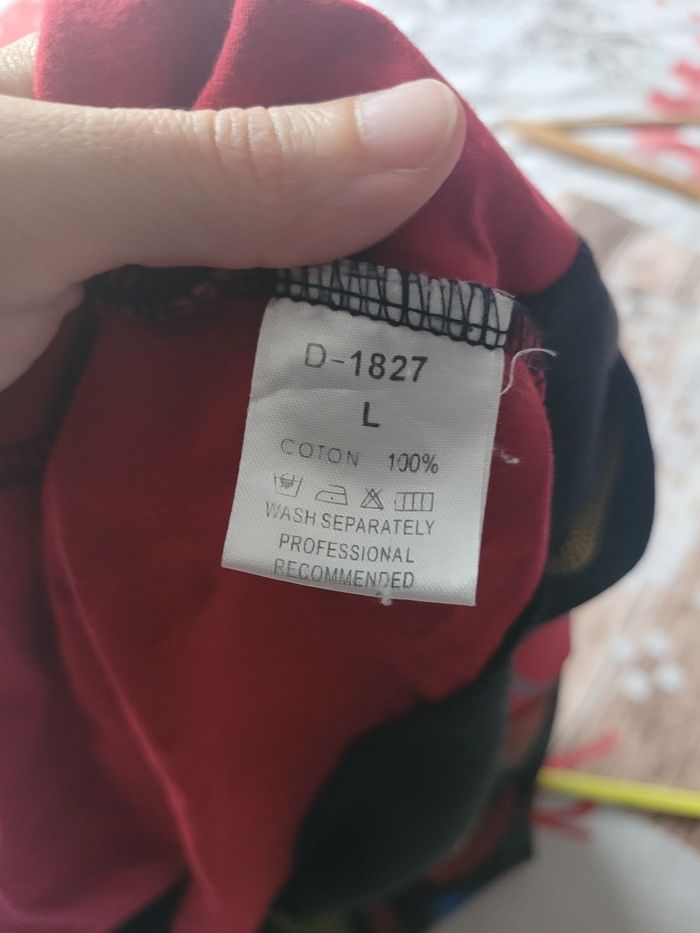 D-1827
L
COTON 100%
WASH SEPARATELY
PROFESSIONAL
RECOMMENDED